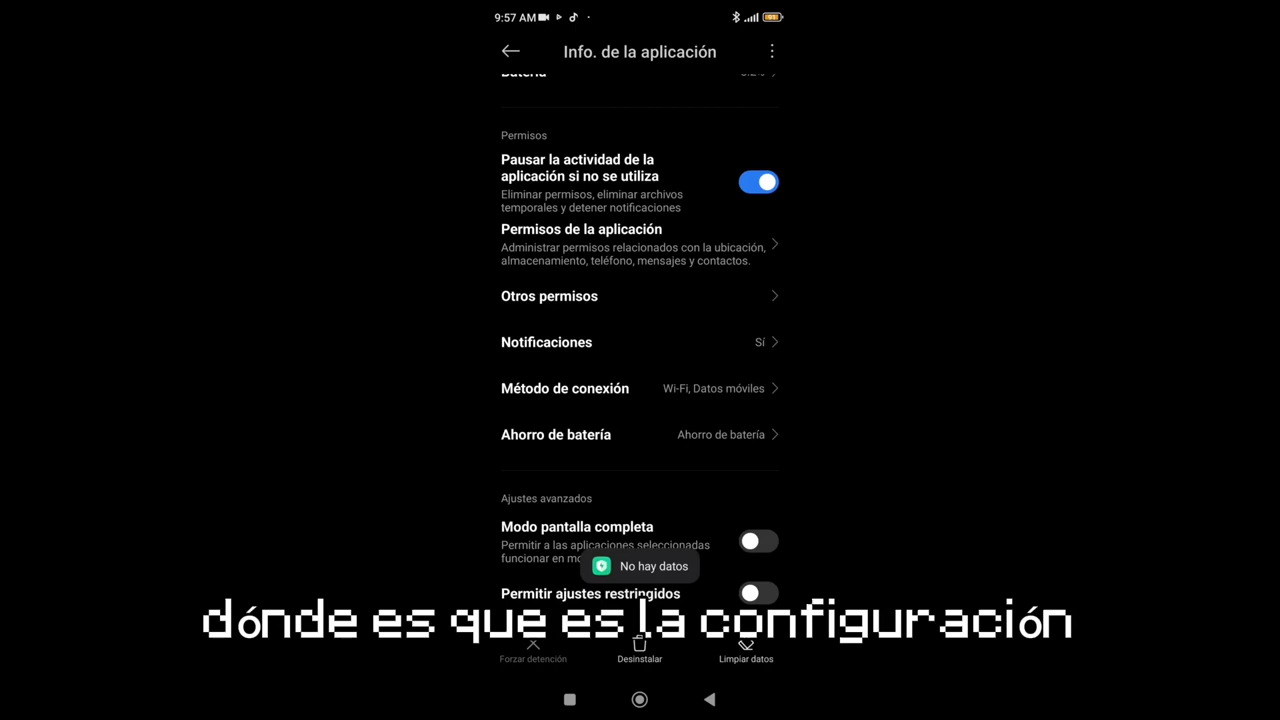 9:57 AM
93
Info. de la aplicación
Batería
Permisos
Pausar la actividad de la
aplicación si no se utiliza
Eliminar permisos, eliminar archivos
temporales y detener notificaciones
Permisos de la aplicación
Administrar permisos relacionados con la ubicación,
almacenamiento, teléfono, mensajes y contactos.
Otros permisos
Notificaciones Sí
Método de conexión Wi-Fi, Datos móviles
Ahorro de batería Ahorro de batería
Ajustes avanzados
Modo pantalla completa
Permitir a las aplicaciones seleccionadas
funcionar en mo
No hay datos
Permitir ajustes restringidos
dónde es que es la configuración
Forzar detención Desinstalar Limpiar datos